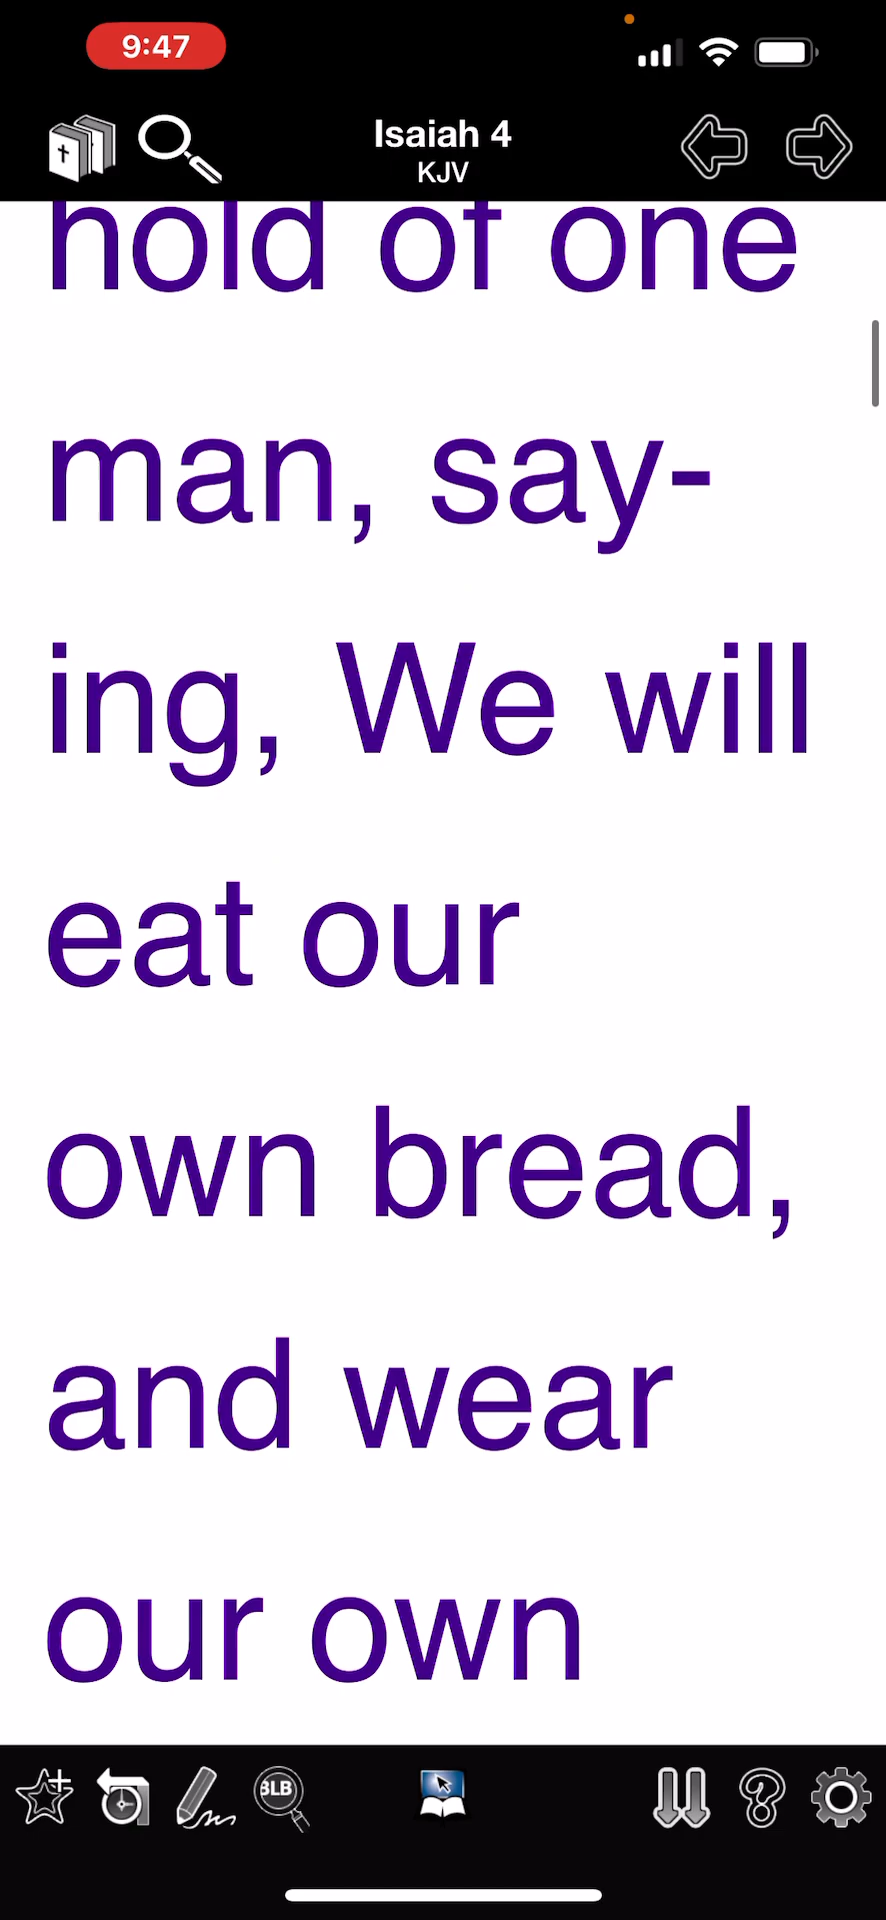 9:47
Isaiah 4
KJV
hold of one
man, say-
ing, We will
eat our
own bread,
and wear
our own
BLB